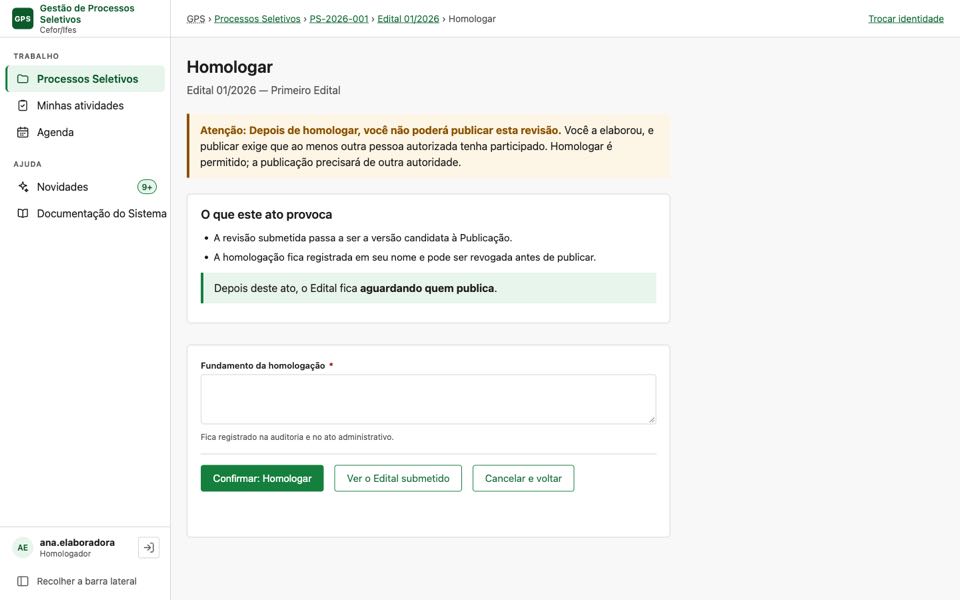 GPS
Gestão de Processos
Seletivos
Cefor/Ifes
GPS › Processos Seletivos › PS-2026-001 › Edital 01/2026 › Homologar
Trocar identidade
TRABALHO
Processos Seletivos
Minhas atividades
Agenda
AJUDA
Novidades 9+
Documentação do Sistema
Homologar
Edital 01/2026 — Primeiro Edital
Atenção: Depois de homologar, você não poderá publicar esta revisão. Você a elaborou, e
publicar exige que ao menos outra pessoa autorizada tenha participado. Homologar é
permitido; a publicação precisará de outra autoridade.
O que este ato provoca
• A revisão submetida passa a ser a versão candidata à Publicação.
• A homologação fica registrada em seu nome e pode ser revogada antes de publicar.
Depois deste ato, o Edital fica aguardando quem publica.
Fundamento da homologação *
Fica registrado na auditoria e no ato administrativo.
Confirmar: Homologar
Ver o Edital submetido
Cancelar e voltar
AE
ana.elaboradora
Homologador
Recolher a barra lateral